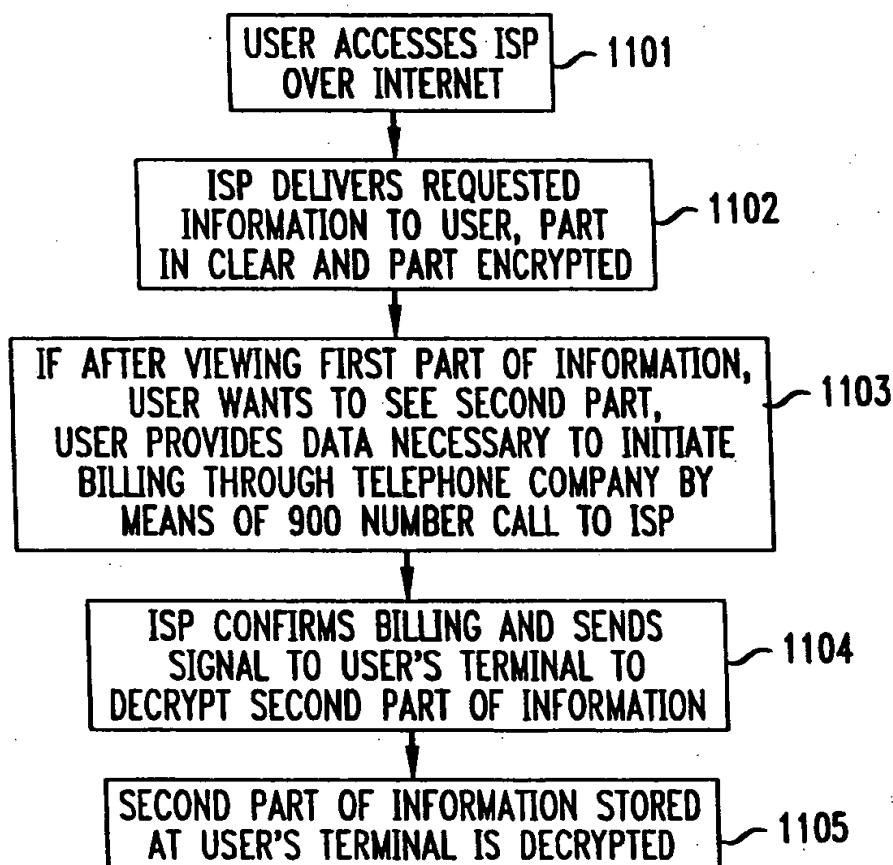 USER ACCESSES ISP
OVER INTERNET
1101
ISP DELIVERS REQUESTED
INFORMATION TO USER, PART
IN CLEAR AND PART ENCRYPTED
1102
IF AFTER VIEWING FIRST PART OF INFORMATION,
USER WANTS TO SEE SECOND PART,
USER PROVIDES DATA NECESSARY TO INITIATE
BILLING THROUGH TELEPHONE COMPANY BY
MEANS OF 900 NUMBER CALL TO ISP
1103
ISP CONFIRMS BILLING AND SENDS
SIGNAL TO USER'S TERMINAL TO
DECRYPT SECOND PART OF INFORMATION
1104
SECOND PART OF INFORMATION STORED
AT USER'S TERMINAL IS DECRYPTED
1105